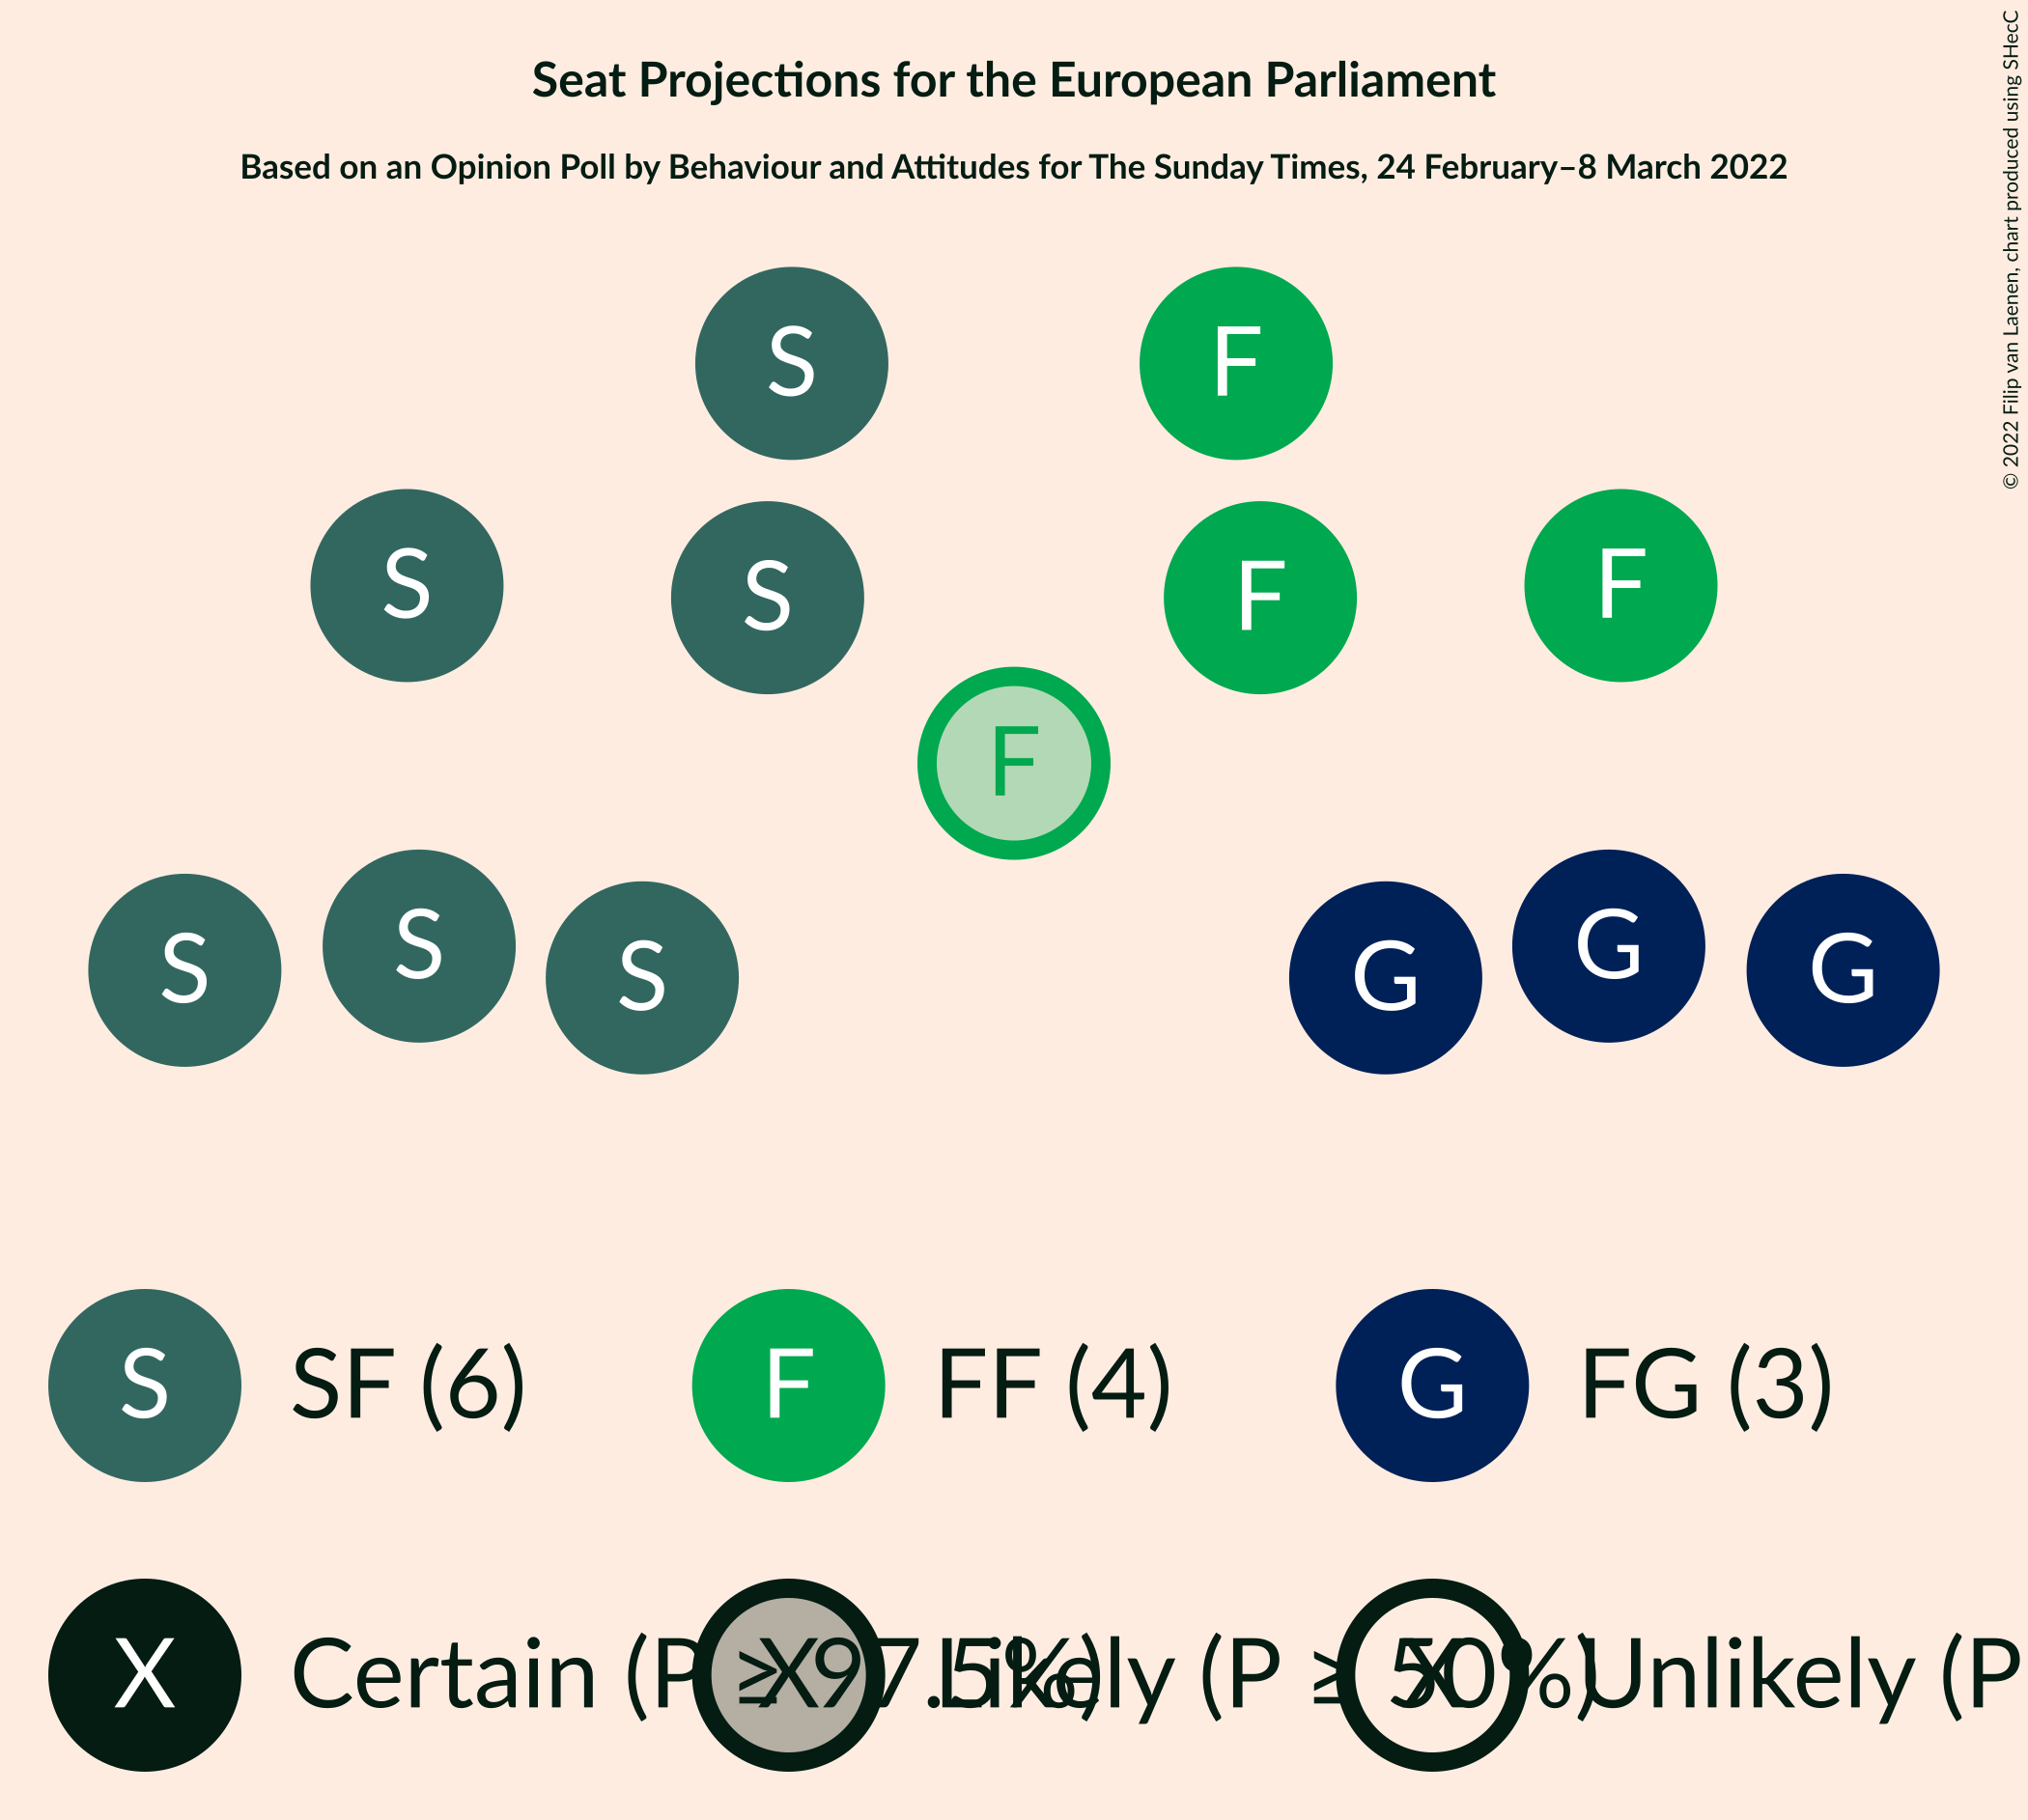 Seat Projections for the European Parliament
Based on an Opinion Poll by Behaviour and Attitudes for The Sunday Times, 24 February–8 March 2022
© 2022 Filip van Laenen, chart produced using SHecC
S F
S S F F
F
S S S G G G
S SF (6) F FF (4) G FG (3)
X Certain (P ≥ 97.5%) X Likely (P ≥ 50%) X Unlikely (P